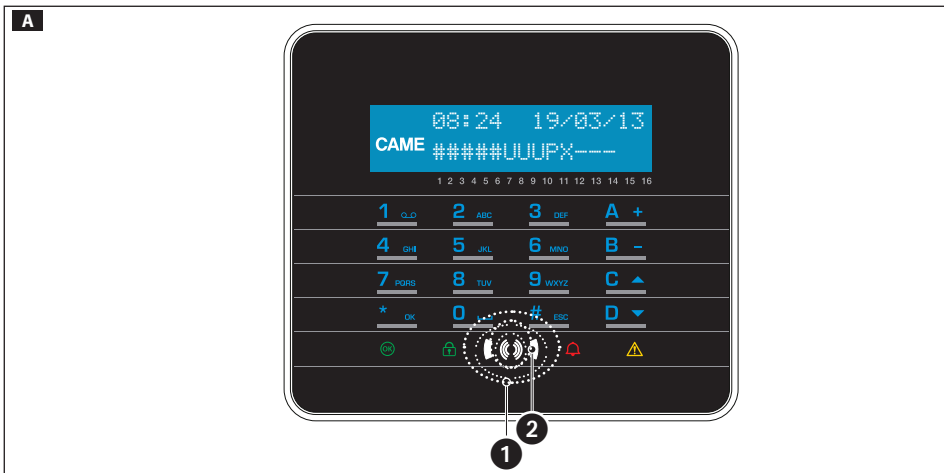 A
08:24 19/03/13
CAME #####UUUPX---
1 2 3 4 5 6 7 8 9 10 11 12 13 14 15 16
1 2 ABC 3 DEF A +
4 GHI 5 JKL 6 MNO B -
7 PQRS 8 TUV 9 WXYZ C
* OK 0 # ESC D
OK
2
1